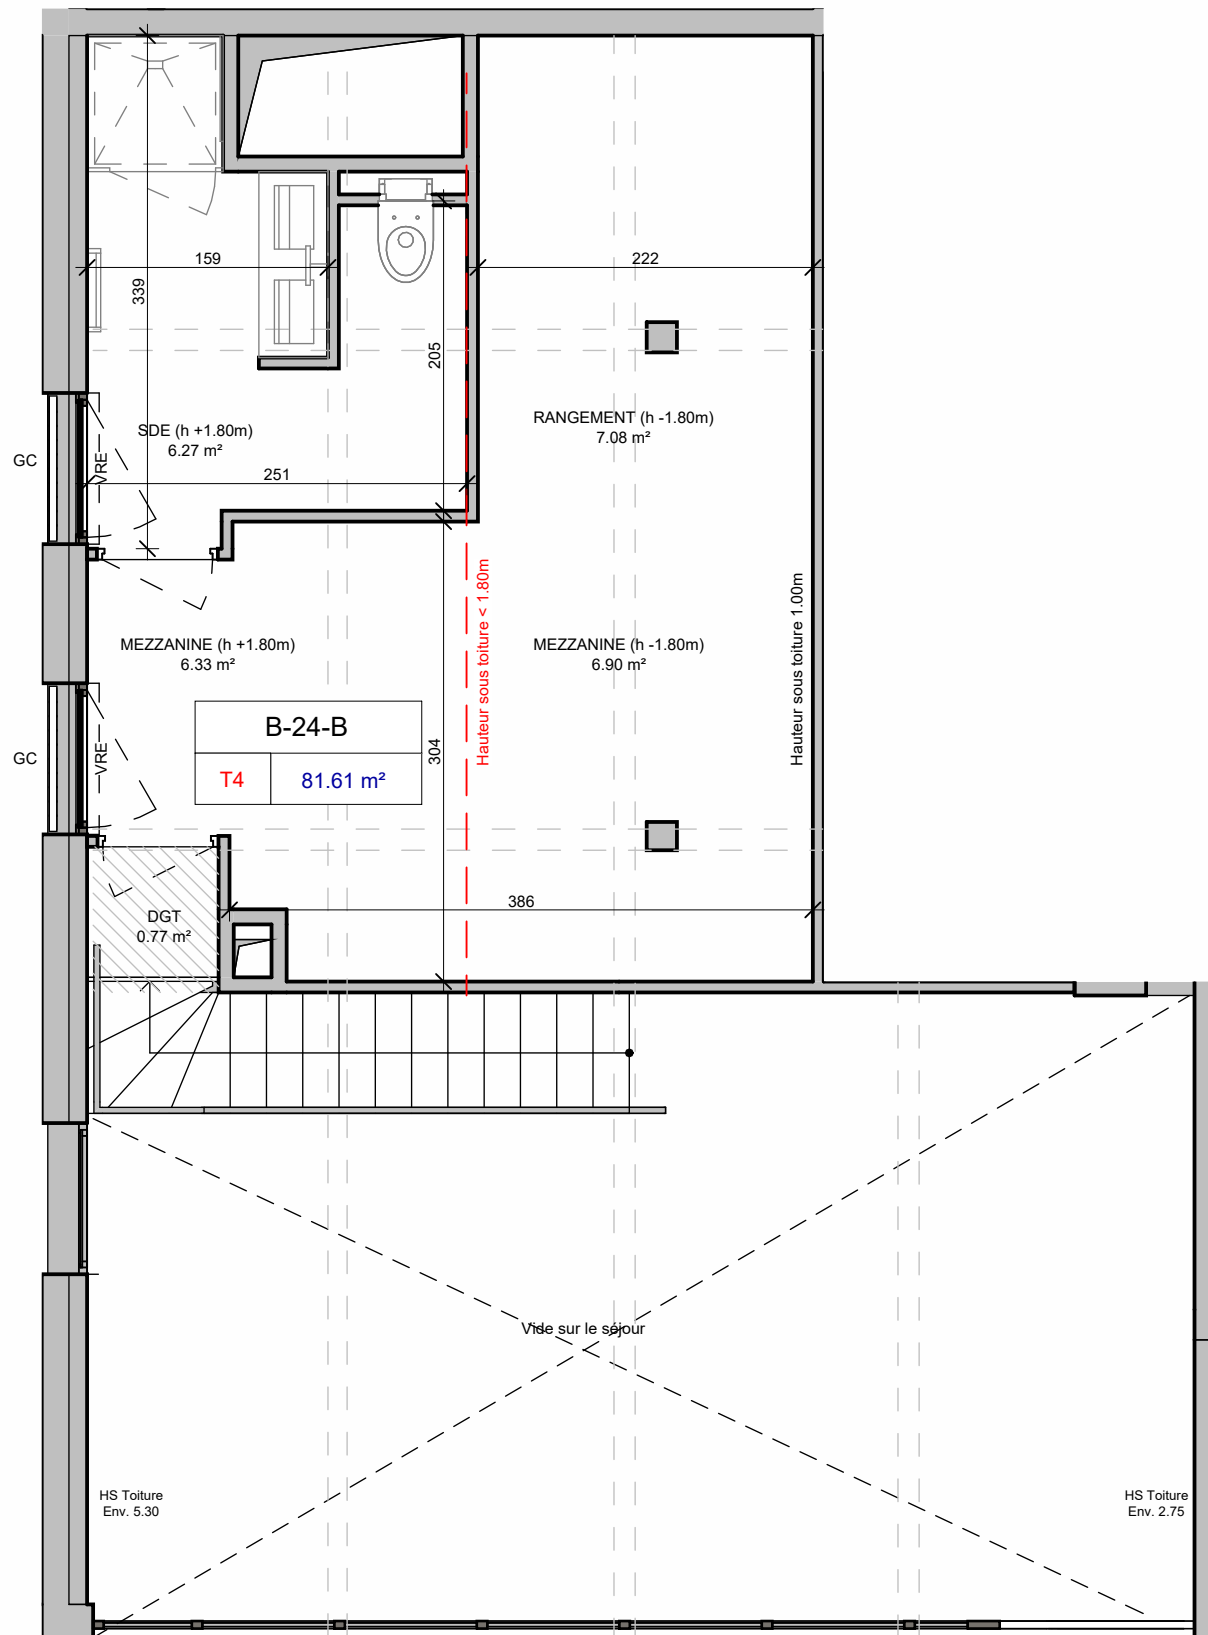 159
222
339
205
RANGEMENT (h -1.80m)
7.08 m²
SDE (h +1.80m)
6.27 m²
GC
VRE
251
Hauteur sous toiture < 1.80m
Hauteur sous toiture 1.00m
MEZZANINE (h +1.80m)
6.33 m²
MEZZANINE (h -1.80m)
6.90 m²
B-24-B
T4
81.61 m²
GC
VRE
304
386
DGT
0.77 m²
Vide sur le séjour
HS Toiture
Env. 5.30
HS Toiture
Env. 2.75